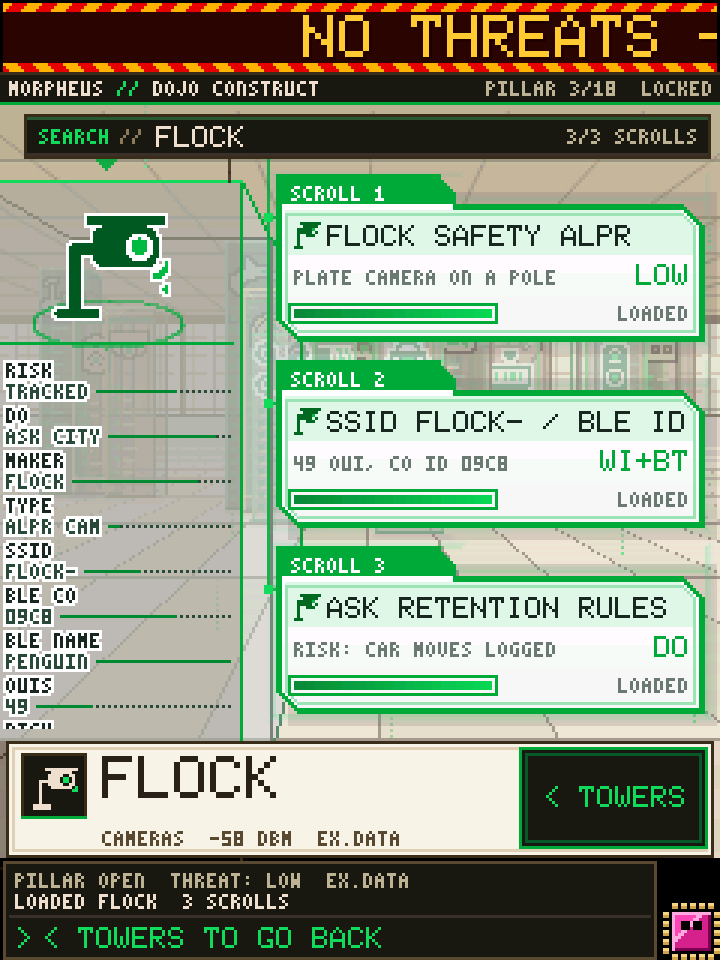 NO THREATS -
MORPHEUS // DOJO CONSTRUCT PILLAR 3/18 LOCKED
SEARCH // FLOCK 3/3 SCROLLS
RISK
TRACKED
DO
ASK CITY
MAKER
FLOCK
TYPE
ALPR CAM
SSID
FLOCK-
BLE CO
09C8
BLE NAME
PENGUIN
OUIS
49
SCROLL 1
FLOCK SAFETY ALPR
PLATE CAMERA ON A POLE LOW
LOADED
SCROLL 2
SSID FLOCK- / BLE ID
49 OUI, CO ID 09C8 WI+BT
LOADED
SCROLL 3
ASK RETENTION RULES
RISK: CAR MOVES LOGGED DO
LOADED
FLOCK
CAMERAS -58 DBM EX.DATA
< TOWERS
PILLAR OPEN THREAT: LOW EX.DATA
LOADED FLOCK 3 SCROLLS
> < TOWERS TO GO BACK